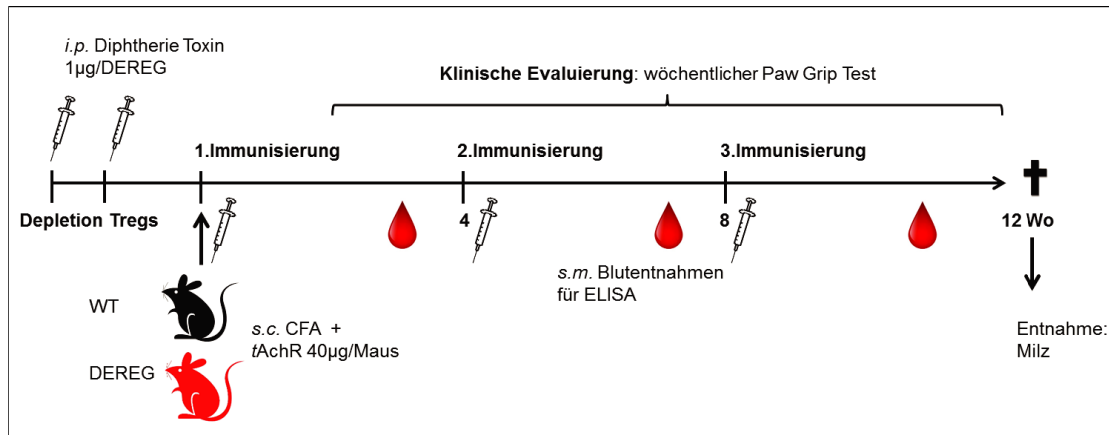 i.p. Diphtherie Toxin
1µg/DEREG
Klinische Evaluierung: wöchentlicher Paw Grip Test
1.Immunisierung
2.Immunisierung
3.Immunisierung
Depletion Tregs
4
8
12 Wo
s.m. Blutentnahmen
für ELISA
WT
s.c. CFA +
tAchR 40µg/Maus
DEREG
Entnahme:
Milz